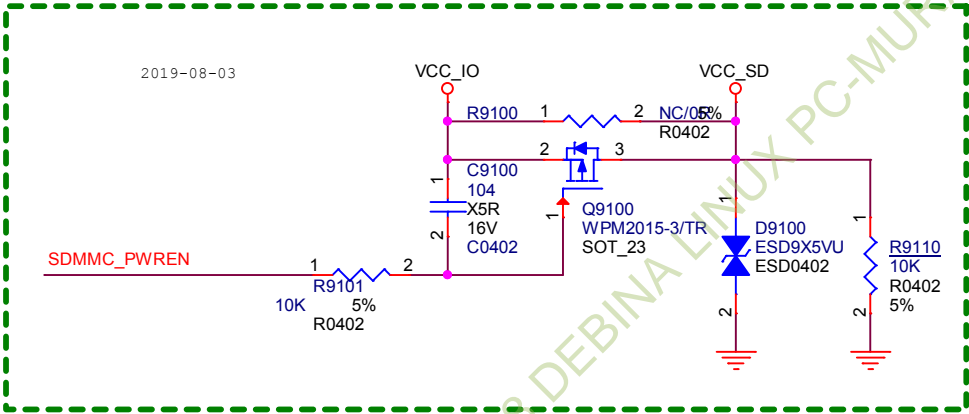 2019-08-03
VCC_IO
VCC_SD
R9100
1
2
NC/0R
5%
R0402
2
3
1
C9100
104
X5R
16V
C0402
2
1
Q9100
WPM2015-3/TR
SOT_23
1
D9100
ESD9X5VU
ESD0402
2
1
R9110
10K
R0402
5%
2
SDMMC_PWREN
1
2
R9101
10K
5%
R0402
& DEBINA LINUX PC-MUR